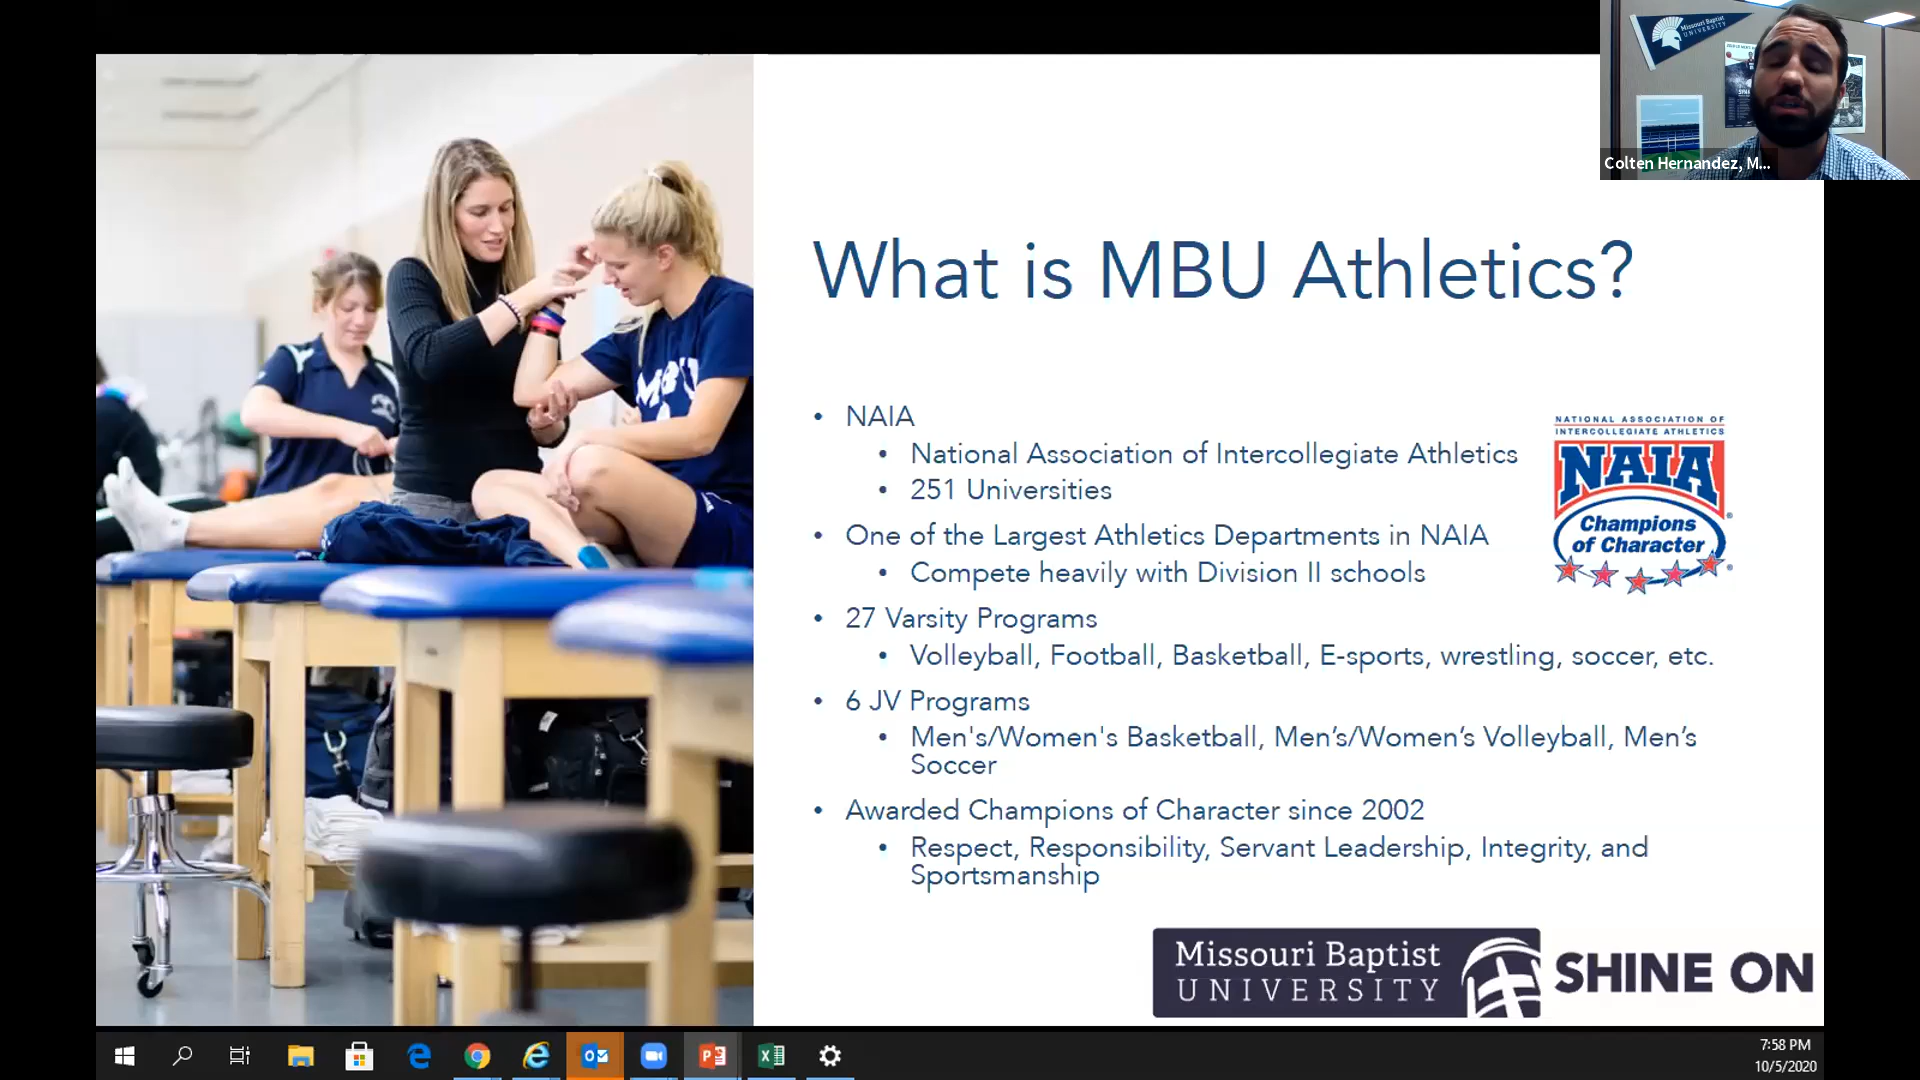 Missouri Baptist
UNIVERSITY
Colten Hernandez, M...
What is MBU Athletics?
• NAIA
• National Association of Intercollegiate Athletics
• 251 Universities
• One of the Largest Athletics Departments in NAIA
• Compete heavily with Division II schools
• 27 Varsity Programs
• Volleyball, Football, Basketball, E-sports, wrestling, soccer, etc.
• 6 JV Programs
• Men's/Women's Basketball, Men’s/Women’s Volleyball, Men’s
Soccer
• Awarded Champions of Character since 2002
• Respect, Responsibility, Servant Leadership, Integrity, and
Sportsmanship
NATIONAL ASSOCIATION OF
INTERCOLLEGIATE ATHLETICS
NAIA
Champions
of Character
MBU
Missouri Baptist
UNIVERSITY
SHINE ON
7:58 PM
10/5/2020